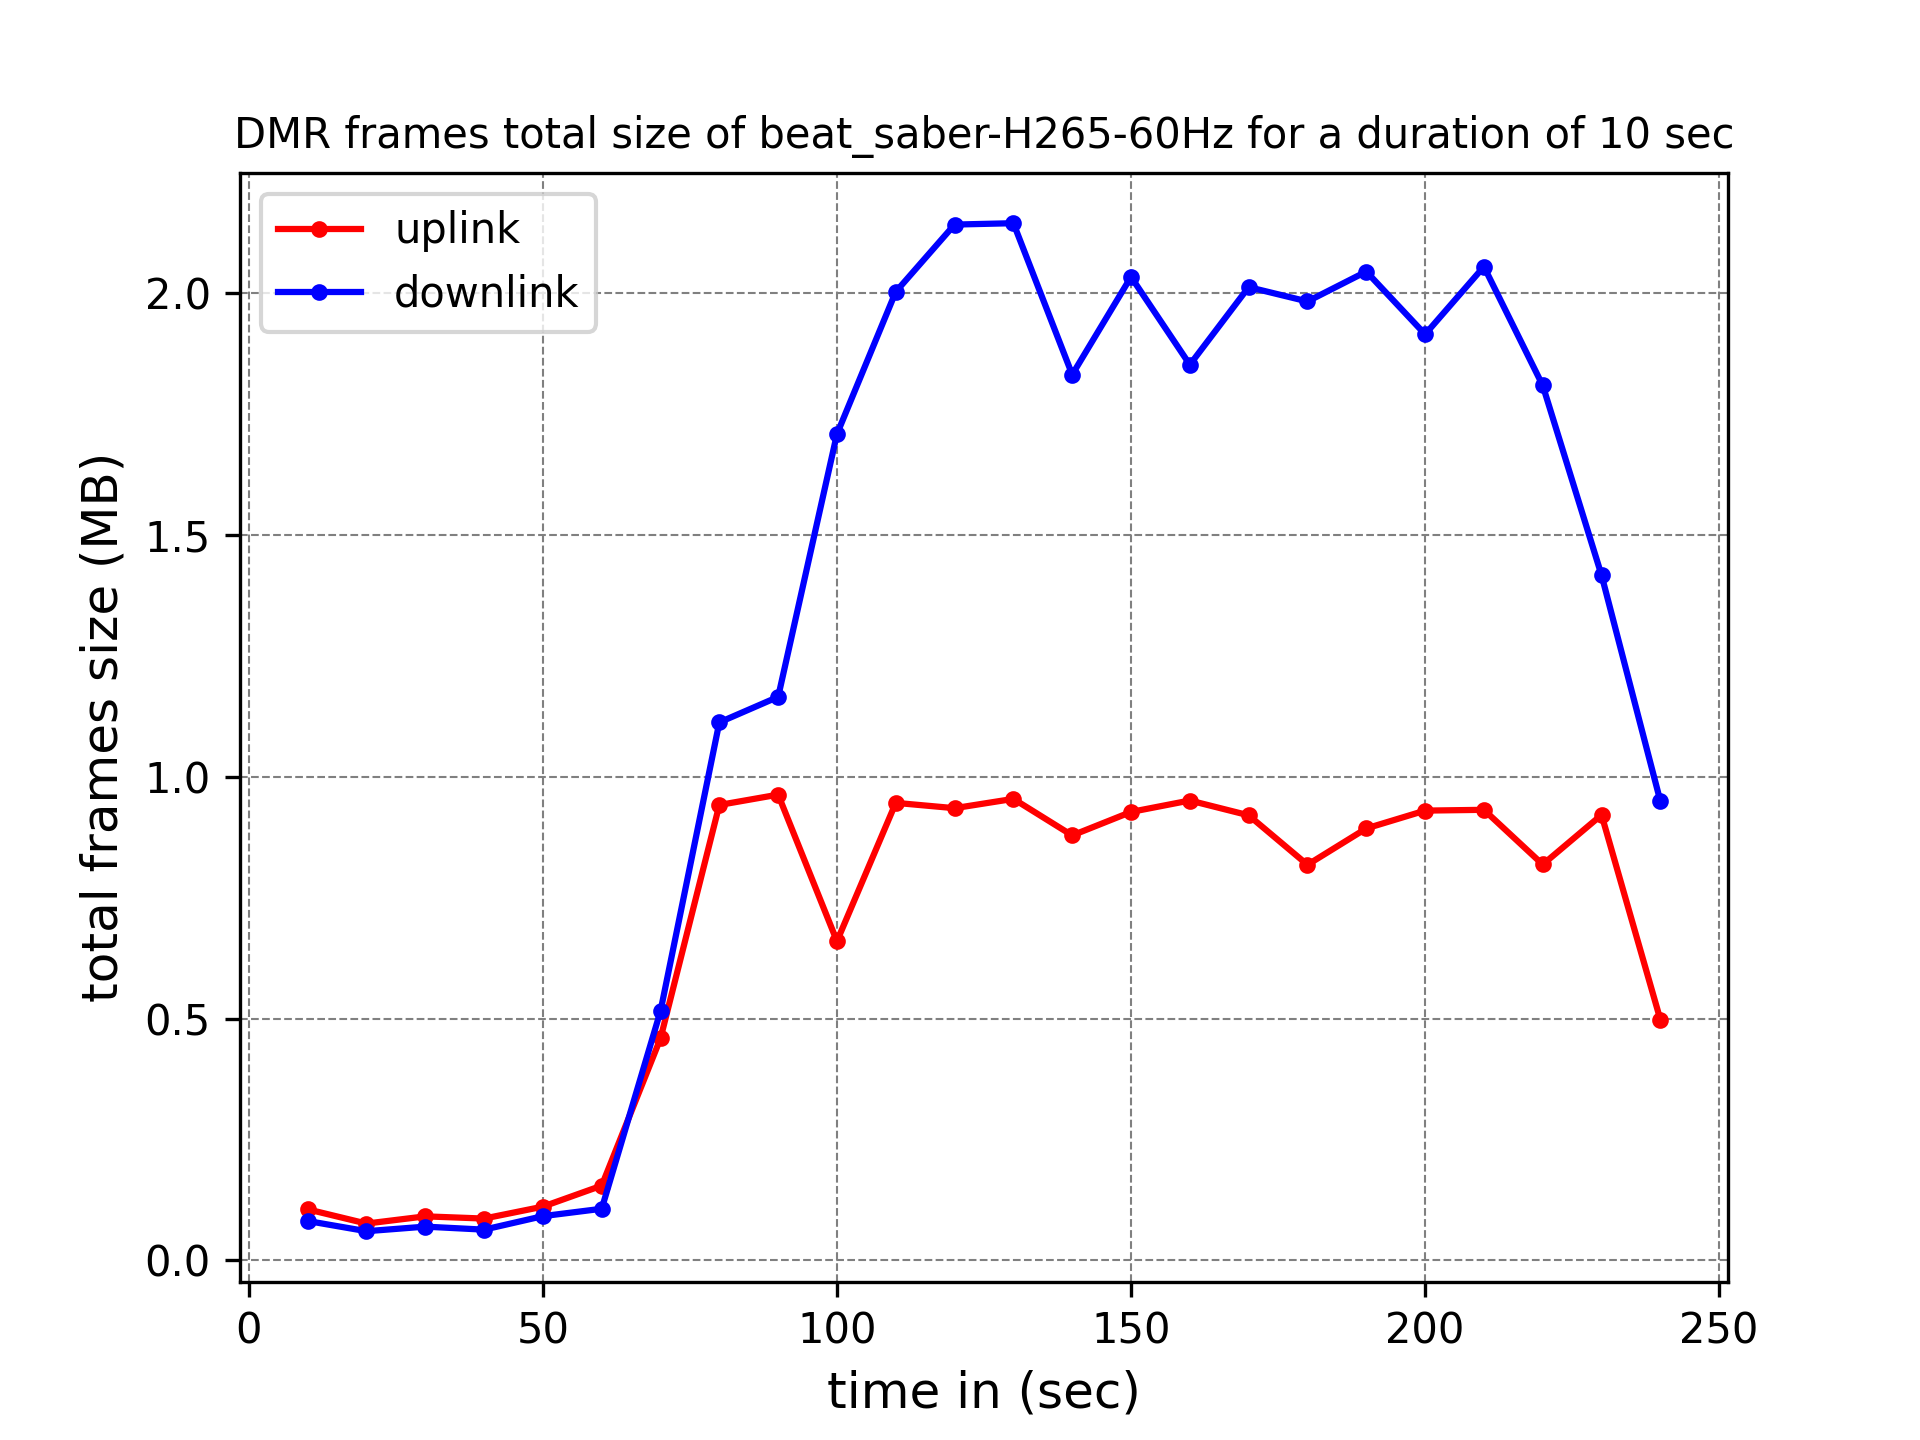 DMR frames total size of beat_saber-H265-60Hz for a duration of 10 sec
uplink
downlink
total frames size (MB)
2.0
1.5
1.0
0.5
0.0
0 50 100 150 200 250
time in (sec)